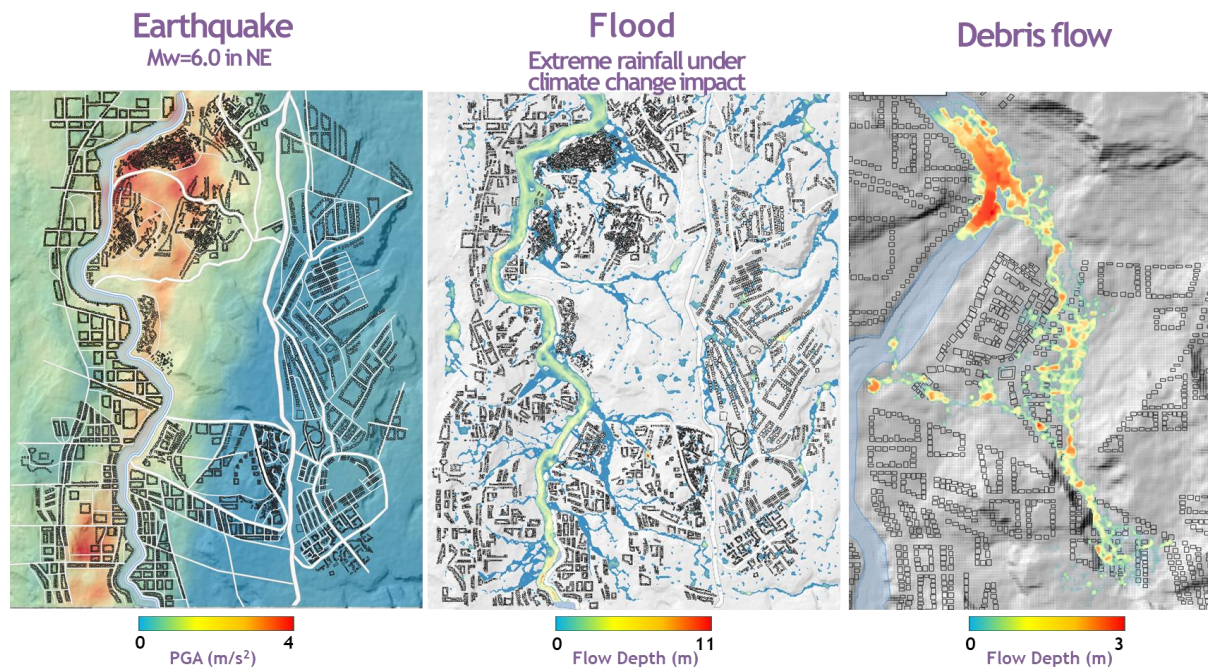 Earthquake
Mw=6.0 in NE
Flood
Extreme rainfall under
climate change impact
Debris flow
0 4
PGA (m/s²)
0 11
Flow Depth (m)
0 3
Flow Depth (m)